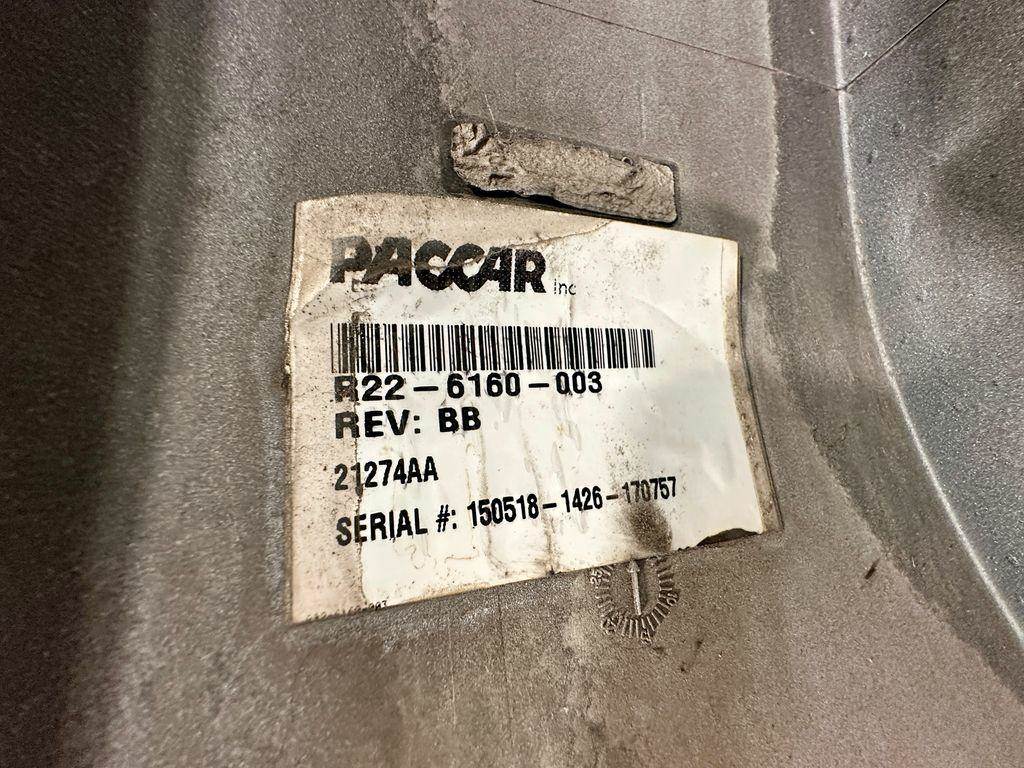 PACCAR Inc
R22-6160-003
REV: BB
21274AA
SERIAL #: 150518-1426-170757